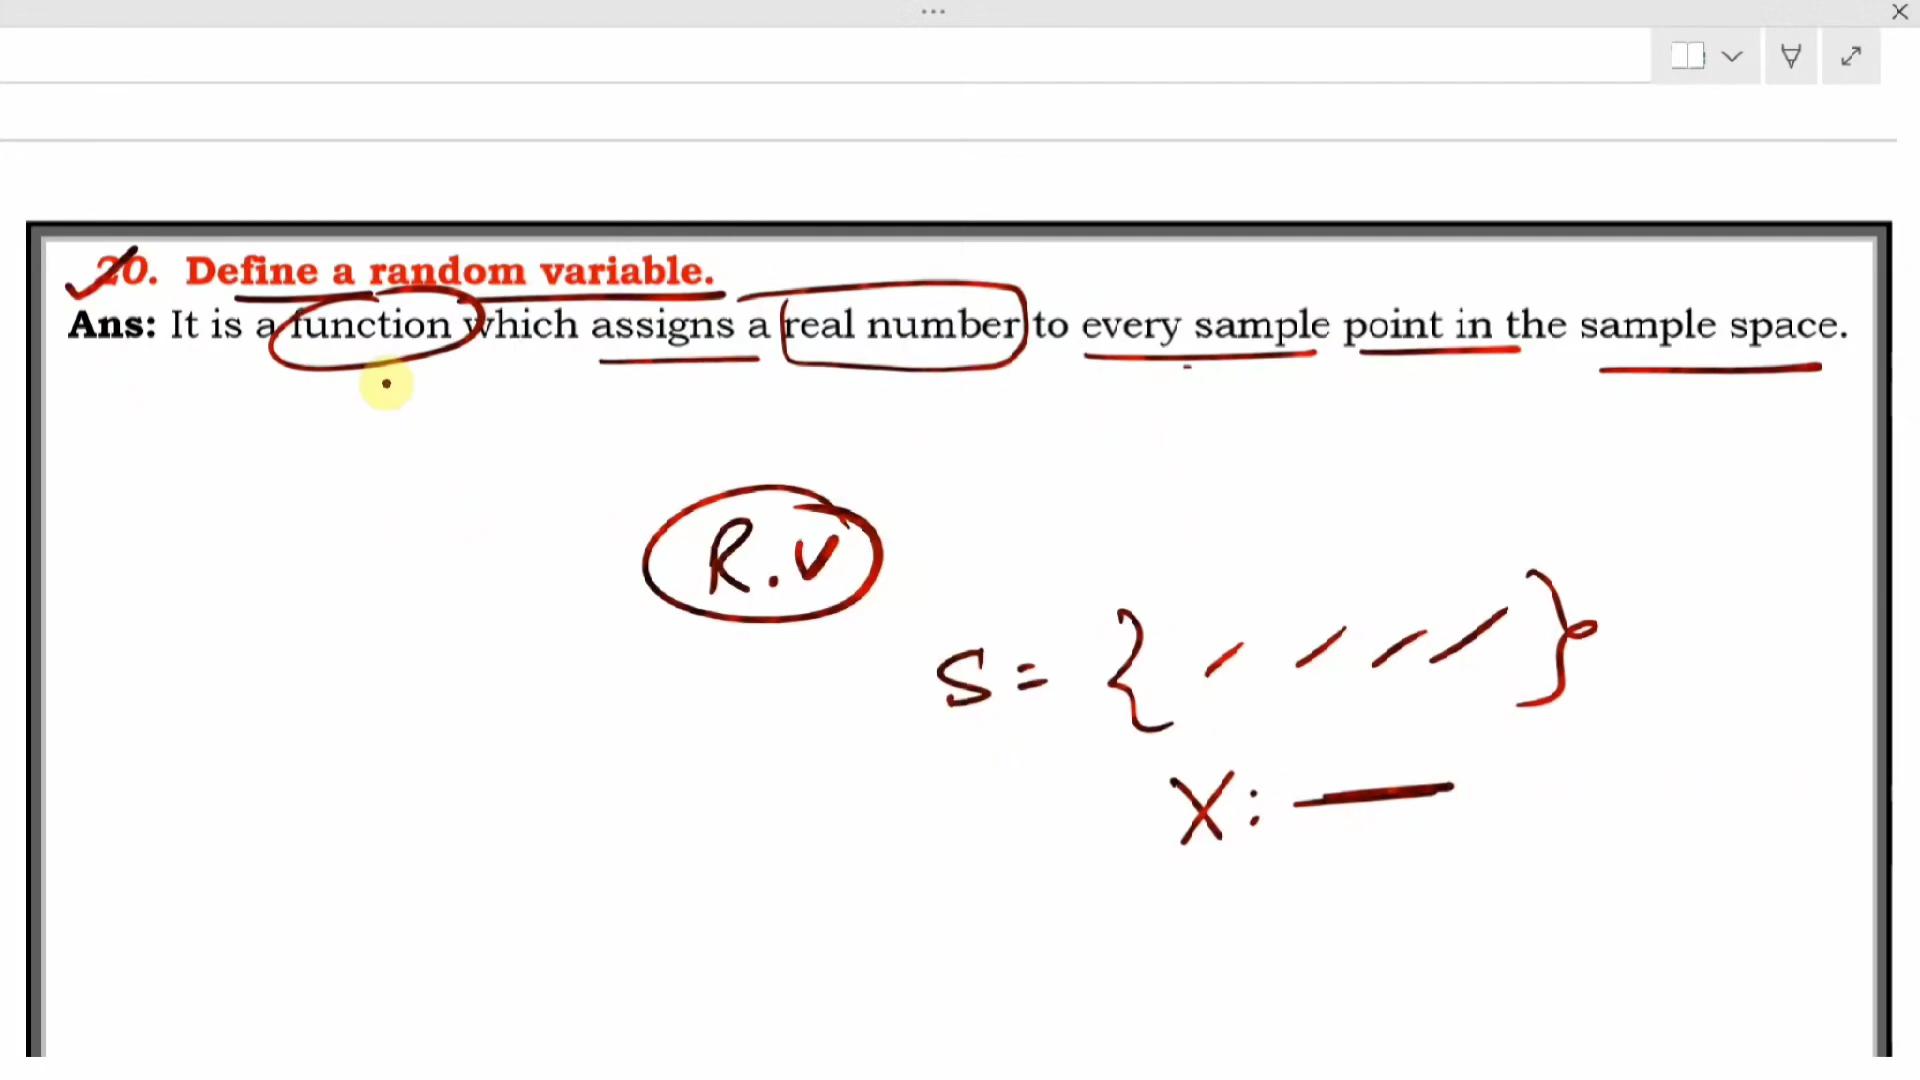 20. Define a random variable.
Ans: It is a function which assigns a real number to every sample point in the sample space.
R.V
S = { }
X: